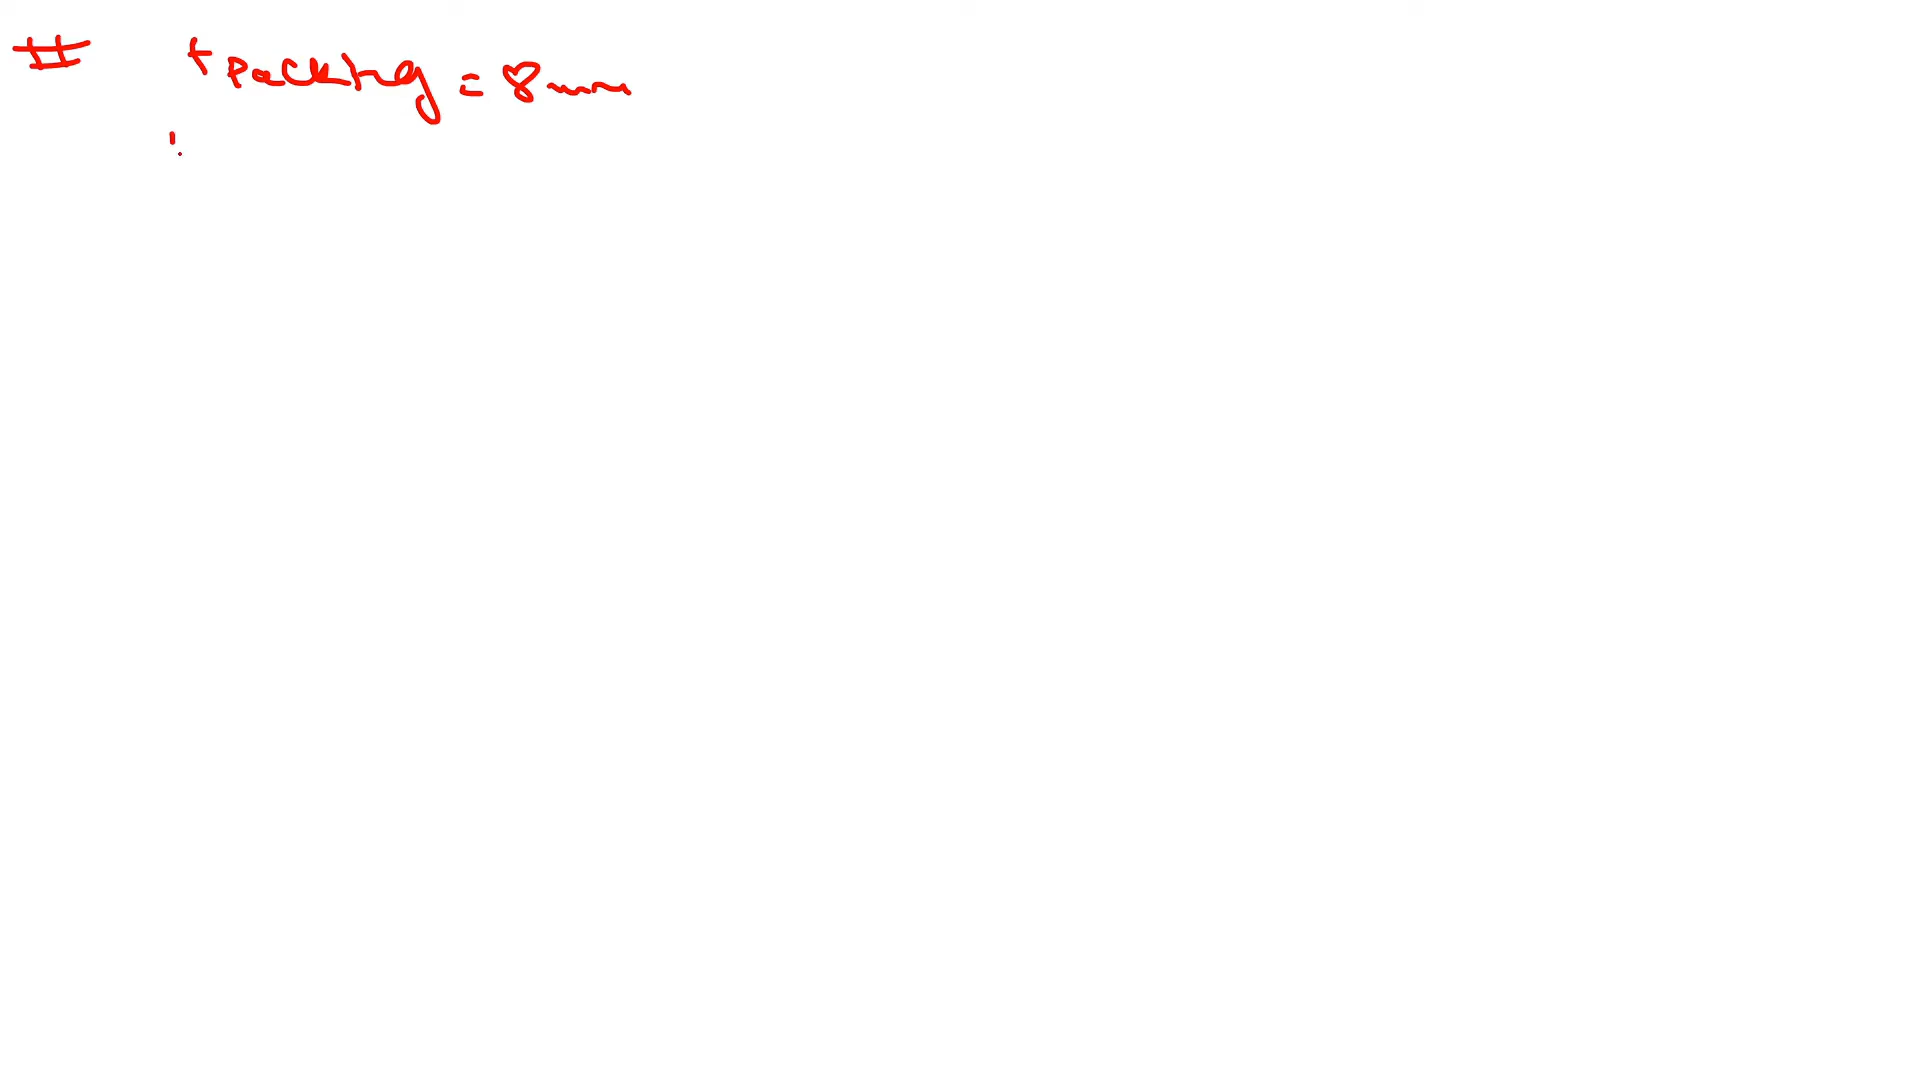 # t packing = 8mm